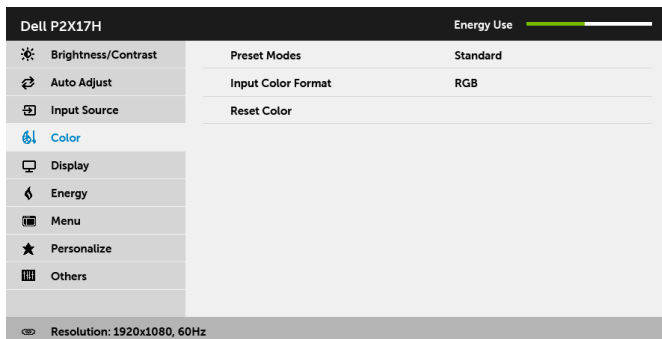 Dell P2X17H Energy Use
Brightness/Contrast Preset Modes Standard
Auto Adjust Input Color Format RGB
Input Source Reset Color
Color
Display
Energy
Menu
Personalize
Others
Resolution: 1920x1080, 60Hz